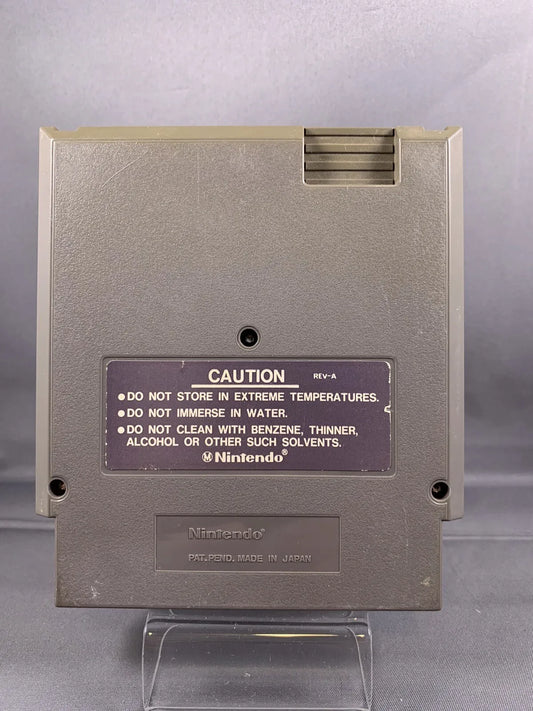 CAUTION REV-A
●DO NOT STORE IN EXTREME TEMPERATURES.
●DO NOT IMMERSE IN WATER.
●DO NOT CLEAN WITH BENZENE, THINNER,
ALCOHOL OR OTHER SUCH SOLVENTS.
Ⓜ Nintendo®
Nintendo®
PAT. PEND. MADE IN JAPAN